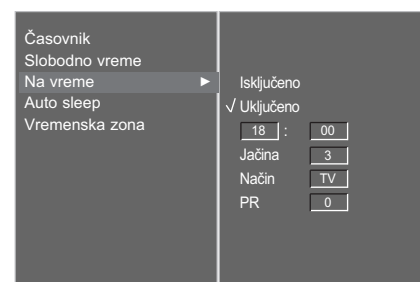 Časovnik
Slobodno vreme
Na vreme ►
Auto sleep
Vremenska zona
Isključeno
√ Uključeno
18 : 00
Jačina 3
Način TV
PR 0